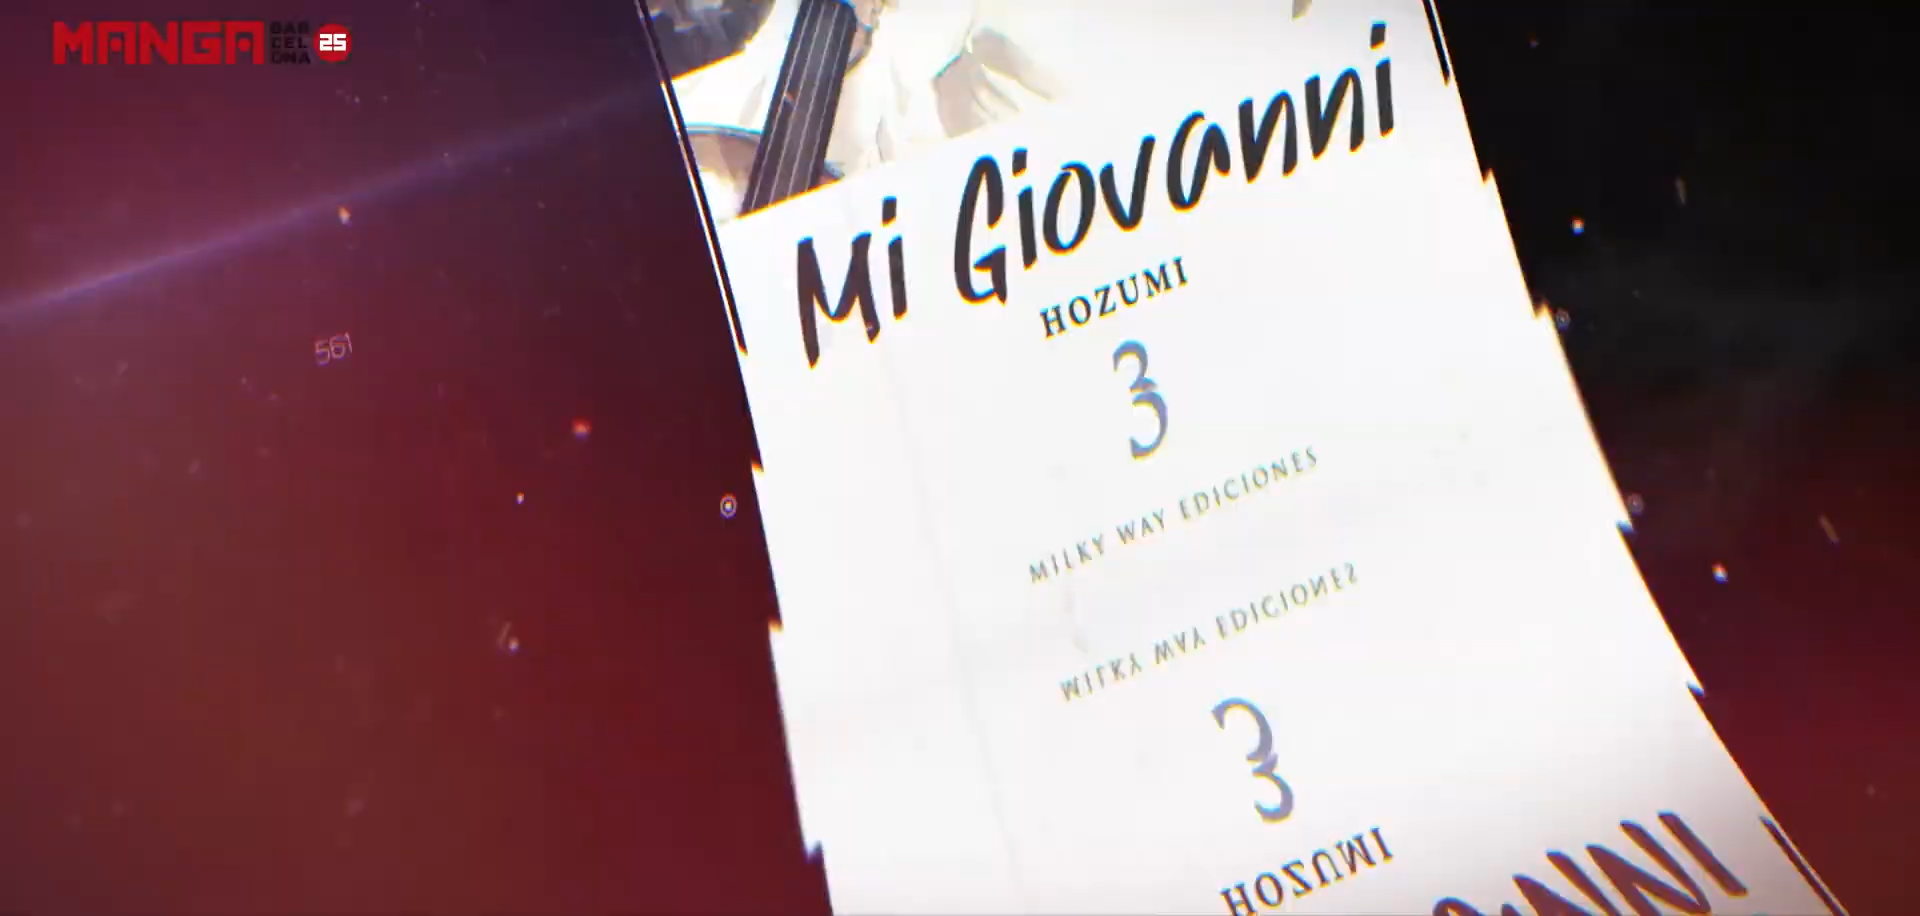 MANGA
BAR
CEL
ONA
25
Mi Giovanni
HOZUMI
3
MILKY WAY EDICIONES
561
MILKY WAY EDICIONES
3
HOZUMI